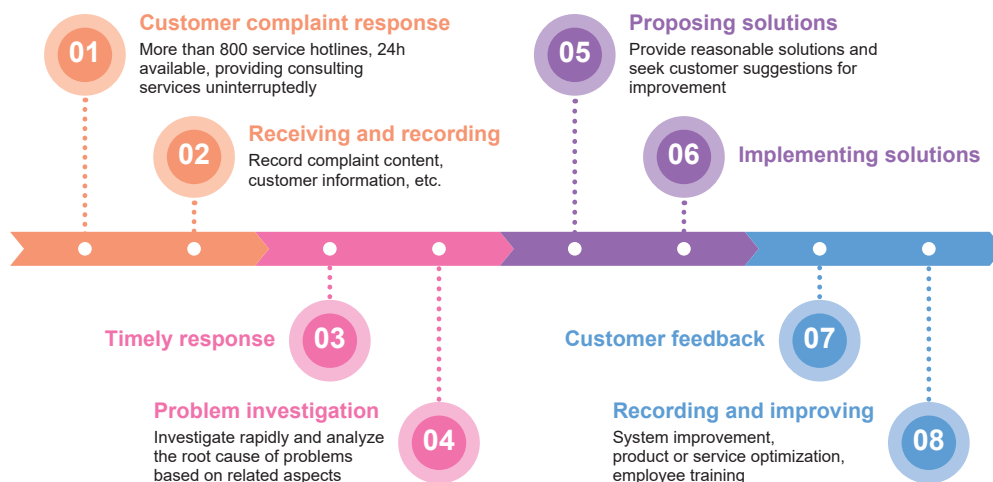 01
Customer complaint response
More than 800 service hotlines, 24h
available, providing consulting
services uninterruptedly
02
Receiving and recording
Record complaint content,
customer information, etc.
Timely response
03
Problem investigation
Investigate rapidly and analyze
the root cause of problems
based on related aspects
04
05
Proposing solutions
Provide reasonable solutions and
seek customer suggestions for
improvement
06
Implementing solutions
Customer feedback
07
Recording and improving
System improvement,
product or service optimization,
employee training
08